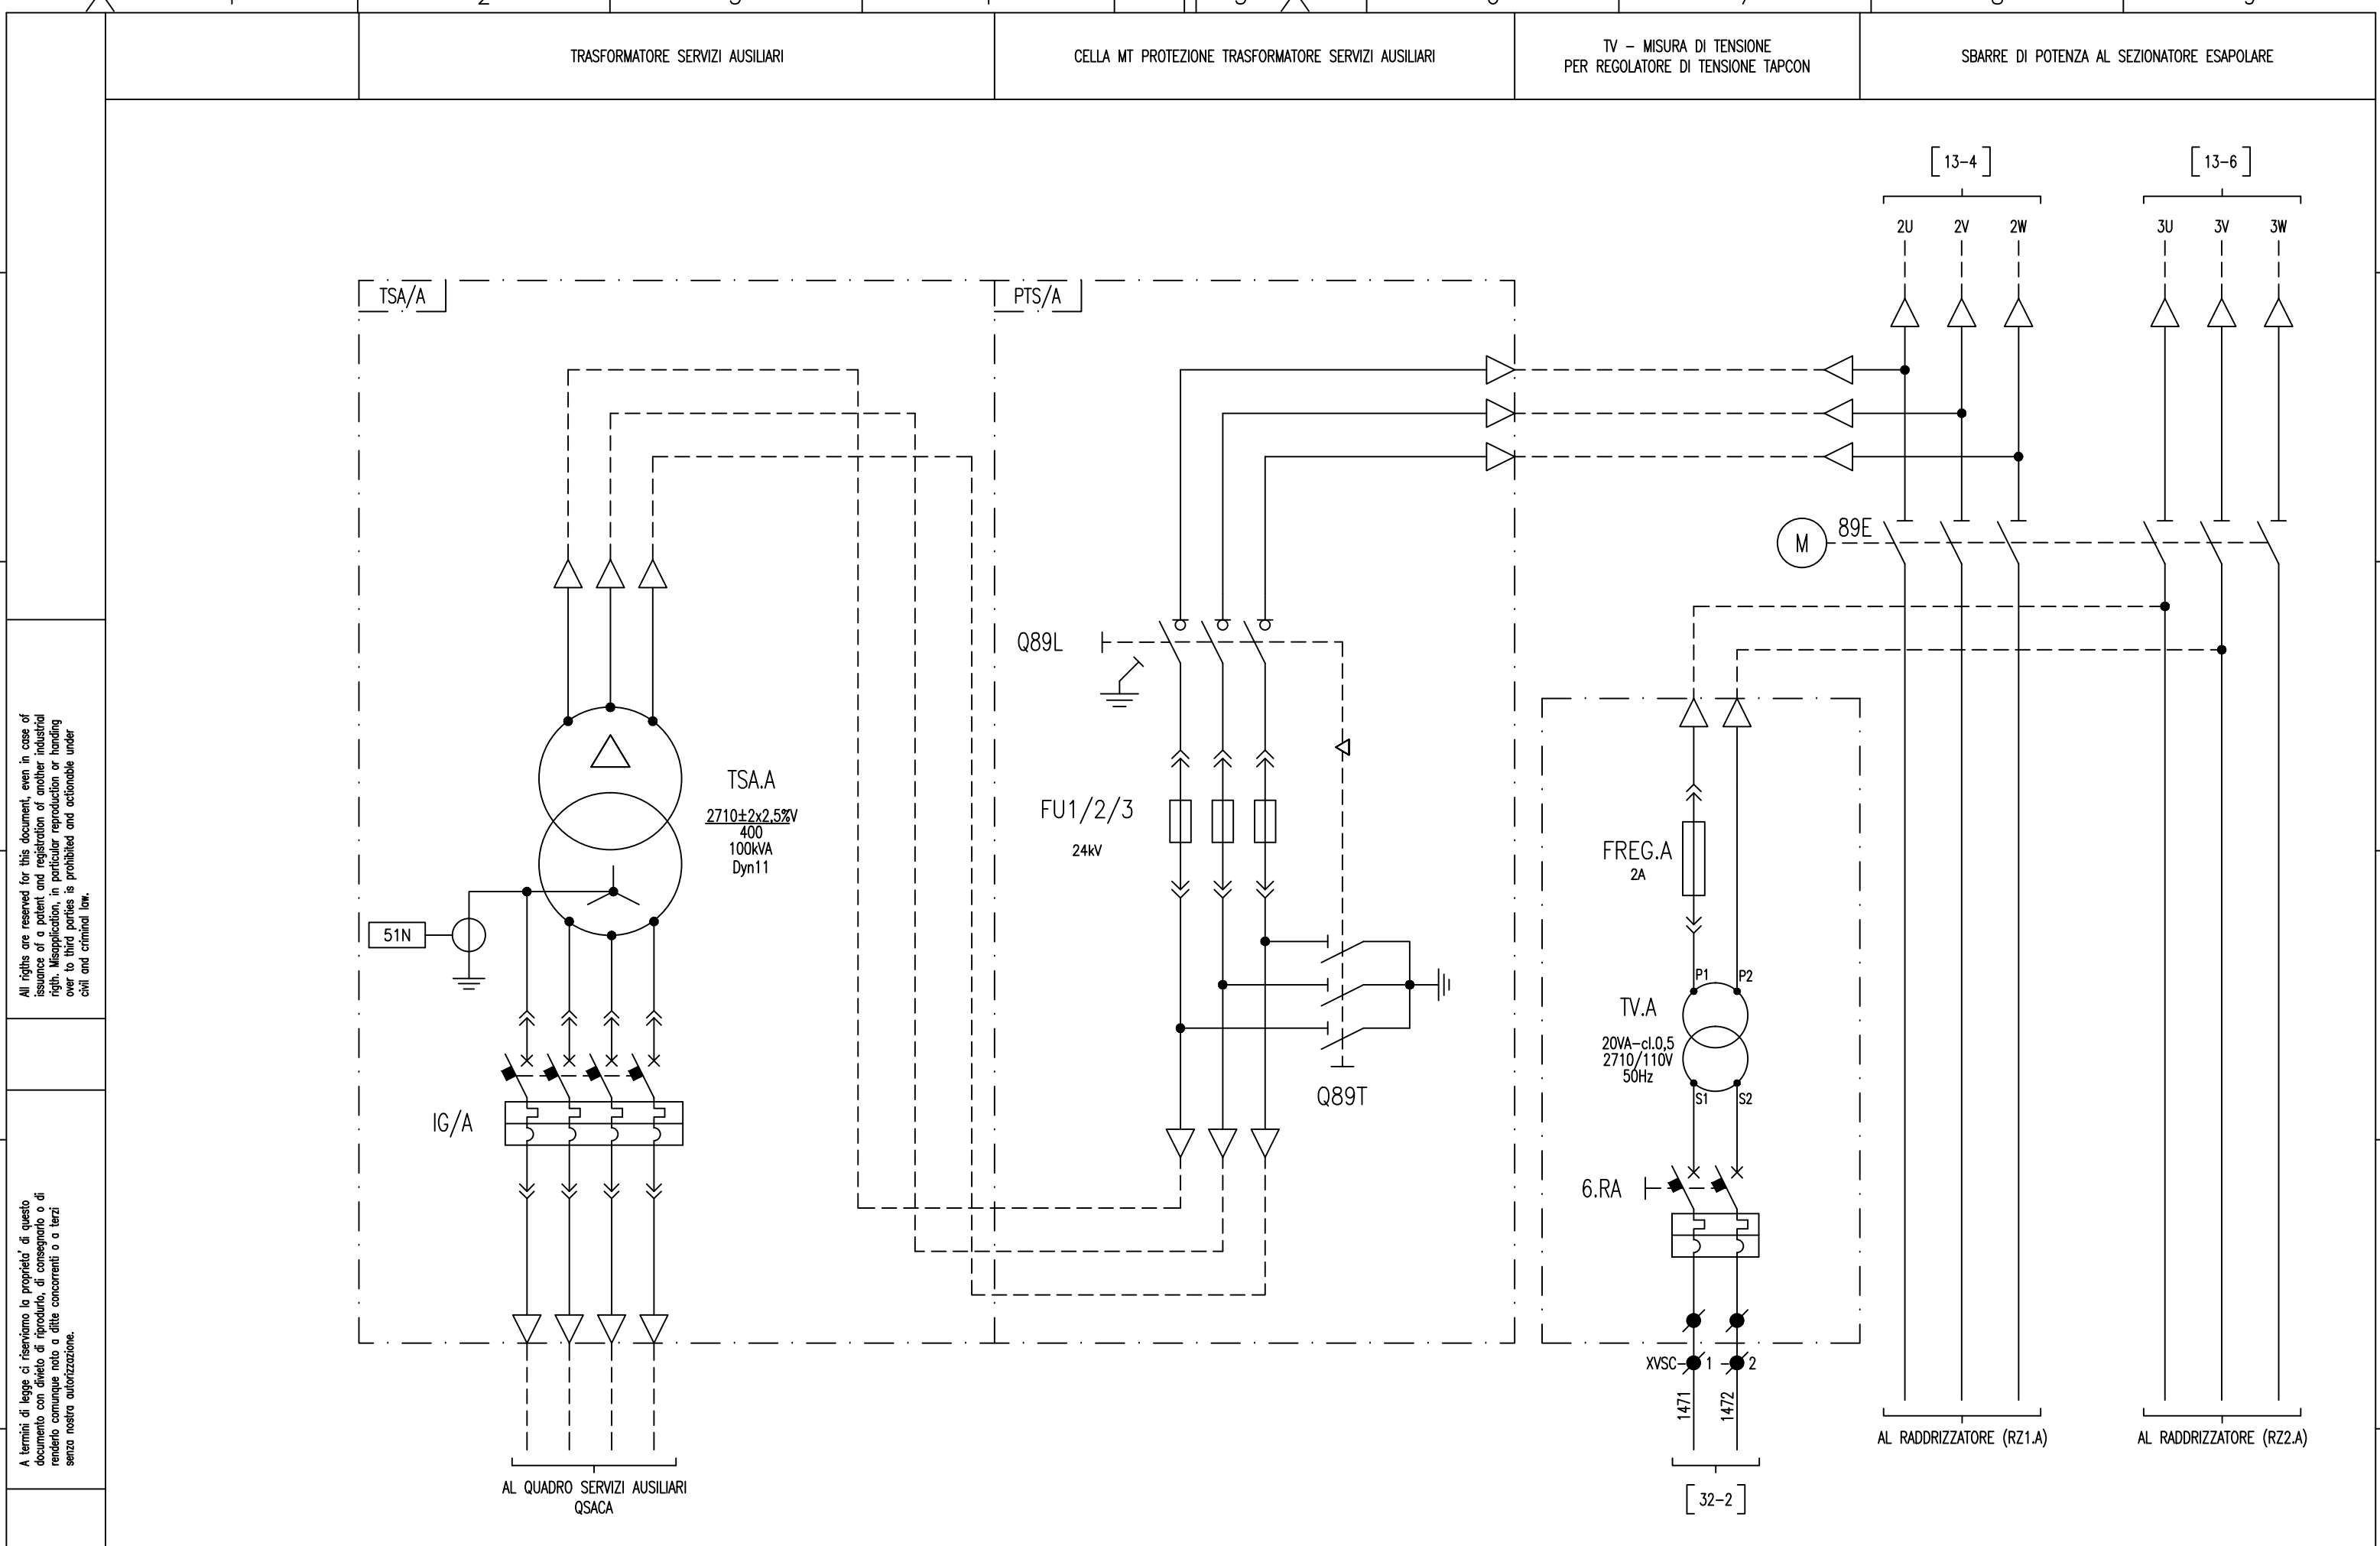 TRASFORMATORE SERVIZI AUSILIARI
CELLA MT PROTEZIONE TRASFORMATORE SERVIZI AUSILIARI
TV – MISURA DI TENSIONE
PER REGOLATORE DI TENSIONE TAPCON
SBARRE DI POTENZA AL SEZIONATORE ESAPOLARE
13-4
13-6
2U 2V 2W
3U 3V 3W
TSA/A
PTS/A
89E
M
Q89L
TSA.A
2710±2x2,5%V
400
100kVA
Dyn11
FU1/2/3
24kV
FREG.A
2A
51N
P1 P2
TV.A
20VA-cl.0,5
2710/110V
50Hz
S1 S2
Q89T
IG/A
6.RA
XVSC- 1 - 2
1471
1472
AL RADDRIZZATORE (RZ1.A)
AL RADDRIZZATORE (RZ2.A)
AL QUADRO SERVIZI AUSILIARI
QSACA
32-2
All rigths are reserved for this document, even in case of
issuance of a patent and registration of another industrial
rigth. Misapplication, in particular reproduction or handing
over to third parties is prohibited and actionable under
civil and criminal law.
A termini di legge ci riserviamo la proprieta' di questo
documento con divieto di riprodurlo, di consegnarlo o di
renderlo comunque noto a ditte concorrenti o a terzi
senza nostra autorizzazione.